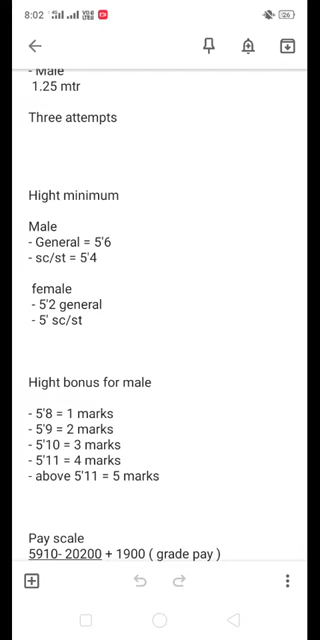 8:02
26
- Male
1.25 mtr
Three attempts
Hight minimum
Male
- General = 5'6
- sc/st = 5'4
female
- 5'2 general
- 5' sc/st
Hight bonus for male
- 5'8 = 1 marks
- 5'9 = 2 marks
- 5'10 = 3 marks
- 5'11 = 4 marks
- above 5'11 = 5 marks
Pay scale
5910- 20200 + 1900 ( grade pay )